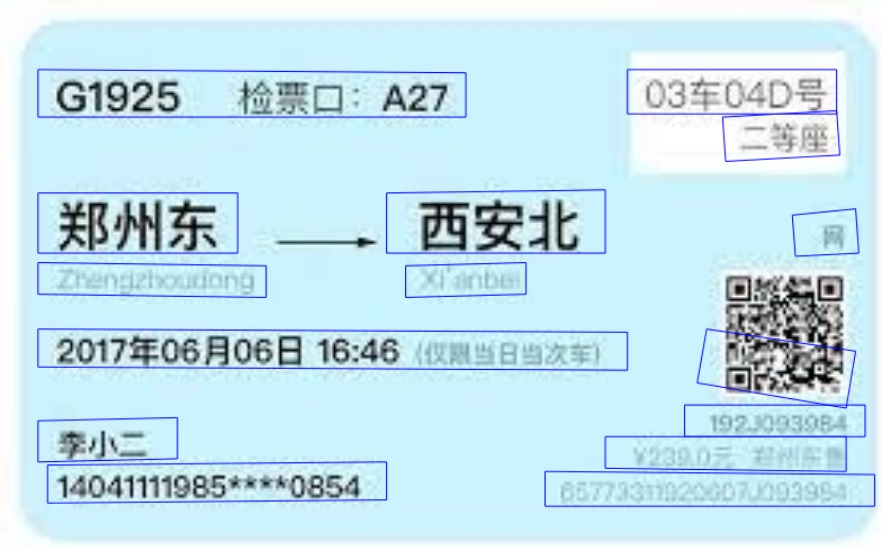 G1925 检票口：A27
03车04D号
二等座
郑州东 西安北
网
Zhengzhoudong Xi'anbei
2017年06月06日 16:46 (仅限当日当次车)
192J093984
李小二
¥239.0元 郑州东售
14041111985****0854